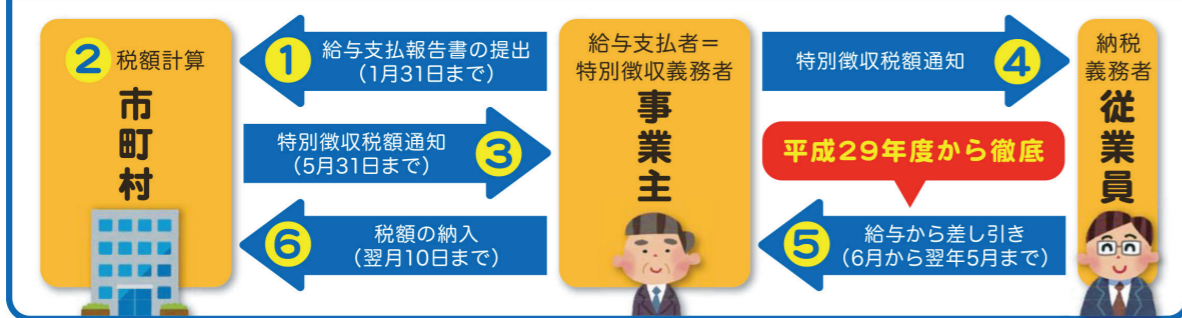 ② 税額計算
市町村
① 給与支払報告書の提出
（1月31日まで）
特別徴収税額通知
（5月31日まで） ③
⑥ 税額の納入
（翌月10日まで）
給与支払者＝
特別徴収義務者
事業主
特別徴収税額通知 ④
平成29年度から徹底
⑤ 給与から差し引き
（6月から翌年5月まで）
納税
義務者
従業員